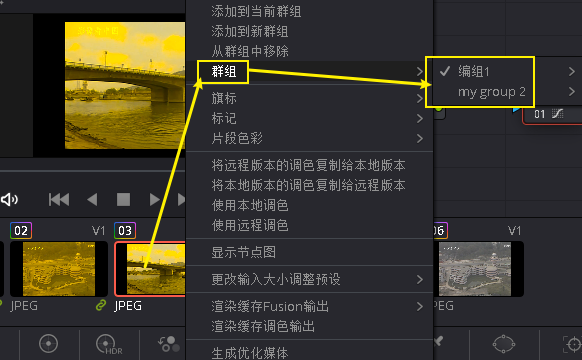 添加到当前群组
添加到新群组
从群组中移除
群组
编组1
my group 2
旗标
标记
片段色彩
01
将远程版本的调色复制给本地版本
将本地版本的调色复制给远程版本
使用本地调色
使用远程调色
02
V1
03
06
V1
显示节点图
更改输入大小调整预设
JPEG
JPEG
JPEG
渲染缓存Fusion输出
渲染缓存调色输出
HDR
生成优化媒体